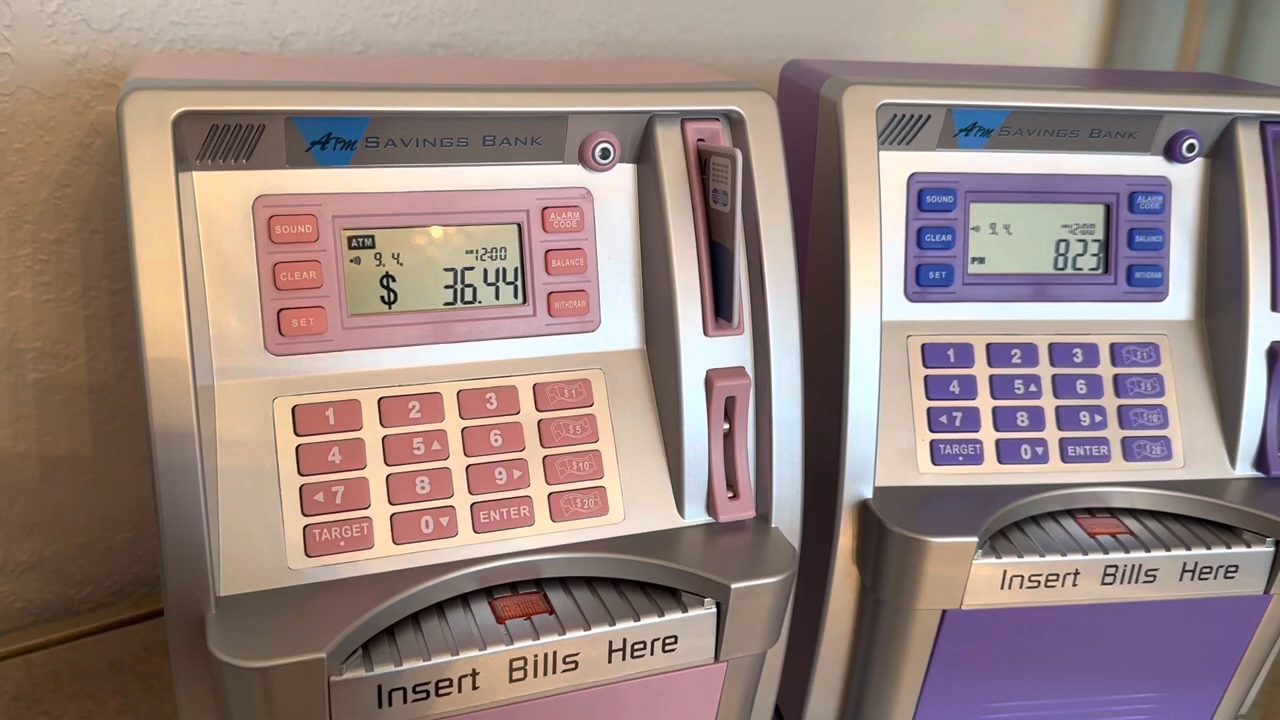 ATM SAVINGS BANK
SOUND
CLEAR
SET
ATM
9. 4.
AM 12:00
$ 36.44
ALARM CODE
BALANCE
WITHDRAW
1 2 3 $1
4 5 6 $5
7 8 9 $10
TARGET 0 ENTER $20
Insert Bills Here
ATM SAVINGS BANK
SOUND
CLEAR
SET
9. 4.
PM 823
ALARM CODE
BALANCE
WITHDRAW
1 2 3 $1
4 5 6 $5
7 8 9 $10
TARGET 0 ENTER $20
Insert Bills Here